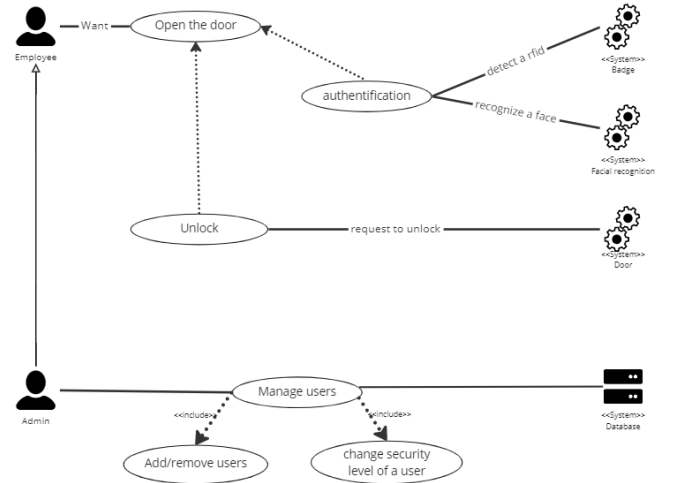 Want
Open the door
Employee
detect a rfid
<<System>>
Badge
authentification
recognize a face
<<System>>
Facial recognition
Unlock
request to unlock
<<System>>
Door
Manage users
Admin
<<include>>
<<include>>
<<System>>
Database
Add/remove users
change security
level of a user